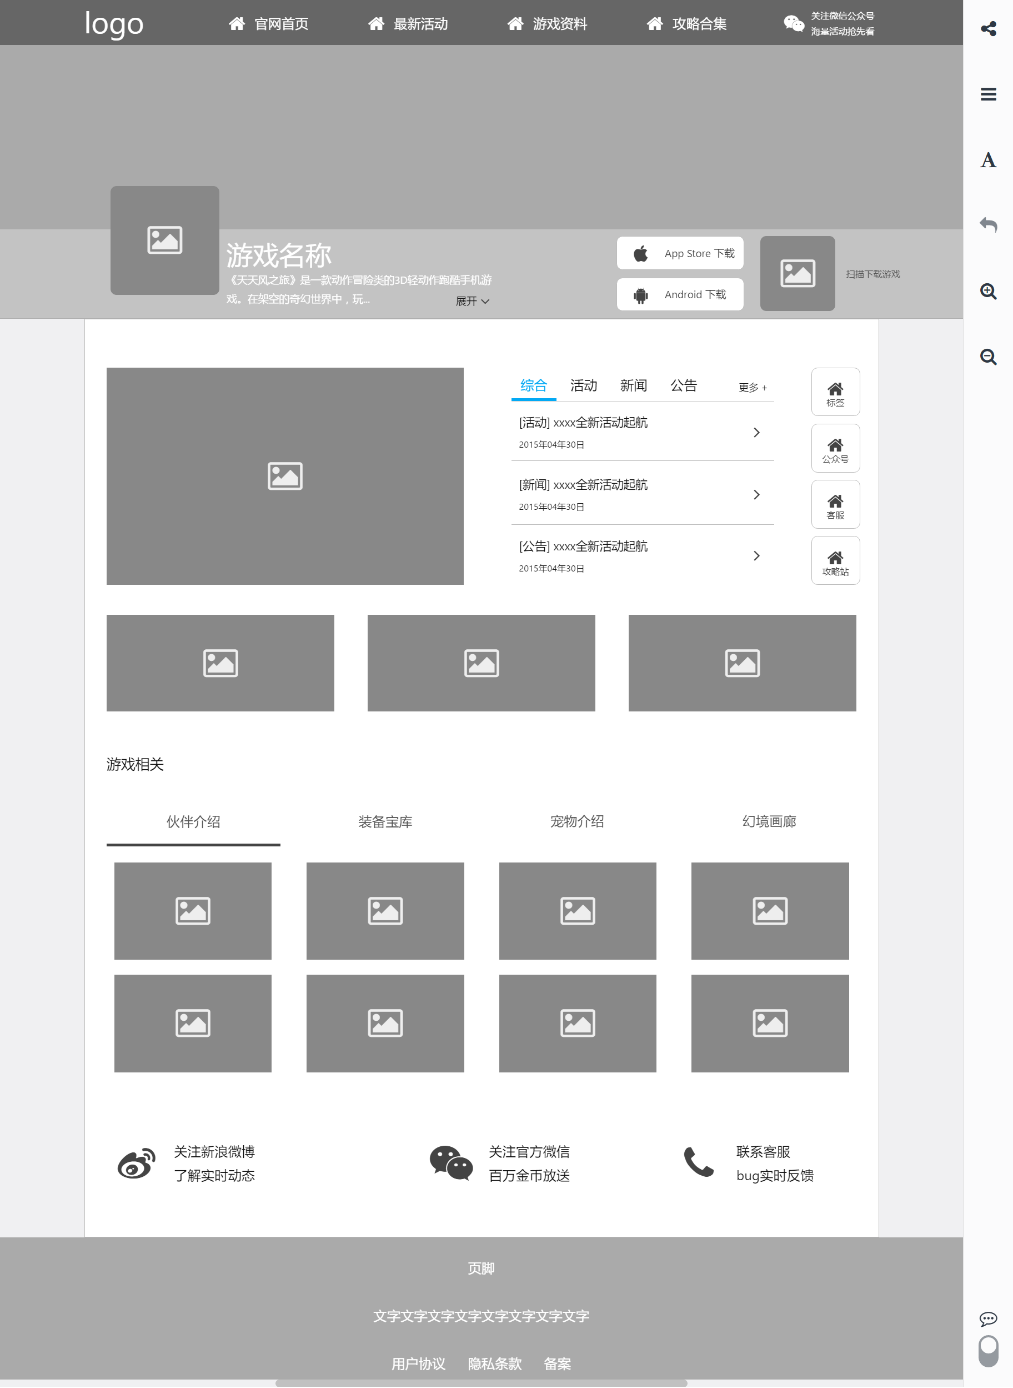 logo
官网首页
最新活动
游戏资料
攻略合集
关注微信公众号
海量活动抢先看
游戏名称
《天天风之旅》是一款动作冒险类的3D轻动作跑酷手机游
戏。在架空的奇幻世界中，玩...
展开
App Store 下载
Android 下载
扫描下载游戏
综合
活动
新闻
公告
更多 +
[活动] xxxx全新活动起航
2015年04年30日
[新闻] xxxx全新活动起航
2015年04年30日
[公告] xxxx全新活动起航
2015年04年30日
标签
公众号
客服
攻略站
游戏相关
伙伴介绍
装备宝库
宠物介绍
幻境画廊
关注新浪微博
了解实时动态
关注官方微信
百万金币放送
联系客服
bug实时反馈
页脚
文字文字文字文字文字文字文字文字
用户协议
隐私条款
备案